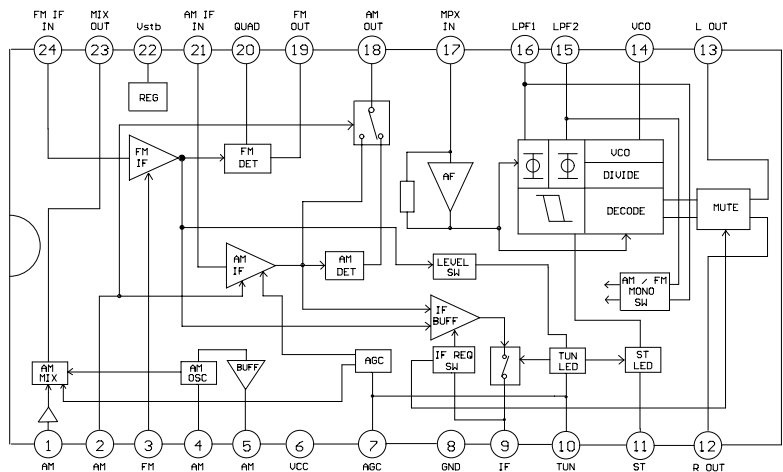 FM IF IN
MIX OUT
Vstb
AM IF IN
QUAD
FM OUT
AM OUT
MPX IN
LPF1
LPF2
VCO
L OUT
24
23
22
21
20
19
18
17
16
15
14
13
REG
FM IF
FM DET
AF
VCO
DIVIDE
DECODE
MUTE
AM IF
AM DET
LEVEL SW
AM / FM MONO SW
IF BUFF
AM MIX
AM OSC
BUFF
AGC
IF REQ SW
TUN LED
ST LED
1
2
3
4
5
6
7
8
9
10
11
12
AM
AM
FM
AM
AM
VCC
AGC
GND
IF
TUN
ST
R OUT